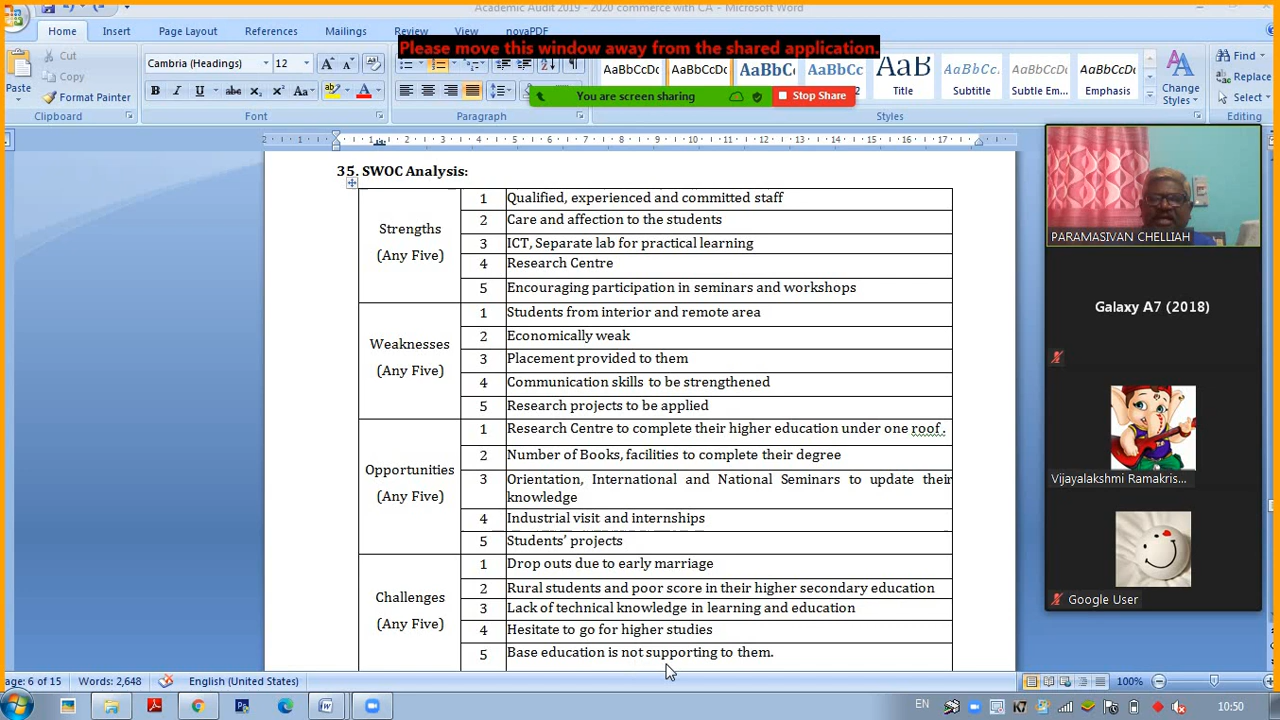 Academic Audit 2019 - 2020 commerce with CA - Microsoft Word
Home Insert Page Layout References Mailings Review View novaPDF
Please move this window away from the shared application.
Cut
Copy
Paste
Format Painter
Clipboard
Cambria (Headings) 12
Font
Paragraph
You are screen sharing
Stop Share
AaBbCcDc AaBbCcDc AaBbCc AaBbCc AaB AaBbCcL AaBbCcDc AaBbCcDc
Title Subtitle Subtle Em... Emphasis
Change
Styles
Styles
Find
Replace
Select
Editing
35. SWOC Analysis:
Strengths
(Any Five)
1 Qualified, experienced and committed staff
2 Care and affection to the students
3 ICT, Separate lab for practical learning
4 Research Centre
5 Encouraging participation in seminars and workshops
Weaknesses
(Any Five)
1 Students from interior and remote area
2 Economically weak
3 Placement provided to them
4 Communication skills to be strengthened
5 Research projects to be applied
Opportunities
(Any Five)
1 Research Centre to complete their higher education under one roof .
2 Number of Books, facilities to complete their degree
3 Orientation, International and National Seminars to update their
knowledge
4 Industrial visit and internships
5 Students’ projects
Challenges
(Any Five)
1 Drop outs due to early marriage
2 Rural students and poor score in their higher secondary education
3 Lack of technical knowledge in learning and education
4 Hesitate to go for higher studies
5 Base education is not supporting to them.
PARAMASIVAN CHELLIAH
Galaxy A7 (2018)
Vijayalakshmi Ramakris...
Google User
Page: 6 of 15 Words: 2,648 English (United States) 100%
EN 10:50